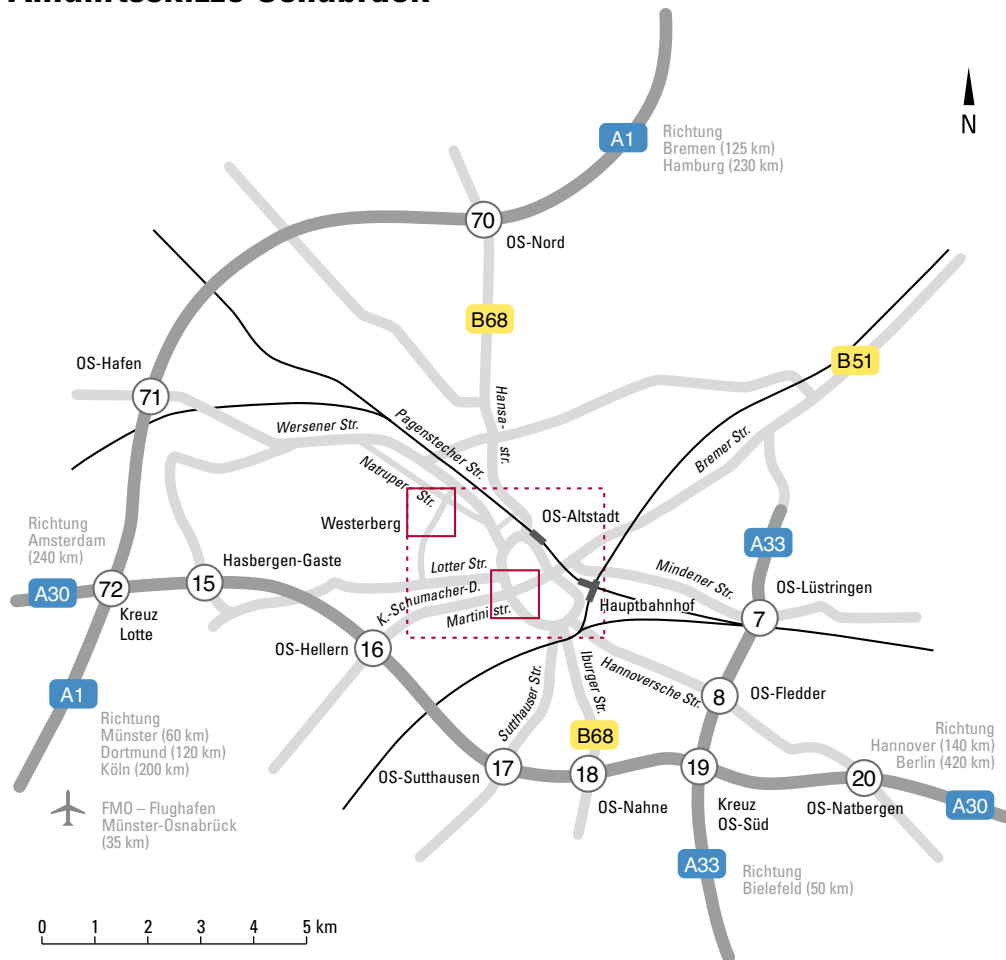 Anfahrtsskizze Osnabrück
N
A1
Richtung
Bremen (125 km)
Hamburg (230 km)
70
OS-Nord
B68
B51
OS-Hafen
71
Wersener Str.
Pagenstecher Str.
Hansa- str.
Bremer Str.
Natruper Str.
Westerberg
OS-Altstadt
Richtung
Amsterdam
(240 km)
A33
A30
72
Kreuz
Lotte
15
Hasbergen-Gaste
Lotter Str.
K.-Schumacher-D.
Martinistr.
Hauptbahnhof
Mindener Str.
OS-Lüstringen
7
OS-Hellern
16
Sutthauser Str.
Iburger Str.
Hannoversche Str.
8
OS-Fledder
A1
Richtung
Münster (60 km)
Dortmund (120 km)
Köln (200 km)
B68
Richtung
Hannover (140 km)
Berlin (420 km)
OS-Sutthausen
17
18
OS-Nahne
19
Kreuz
OS-Süd
20
OS-Natbergen
A30
FMO – Flughafen
Münster-Osnabrück
(35 km)
A33
Richtung
Bielefeld (50 km)
0 1 2 3 4 5 km